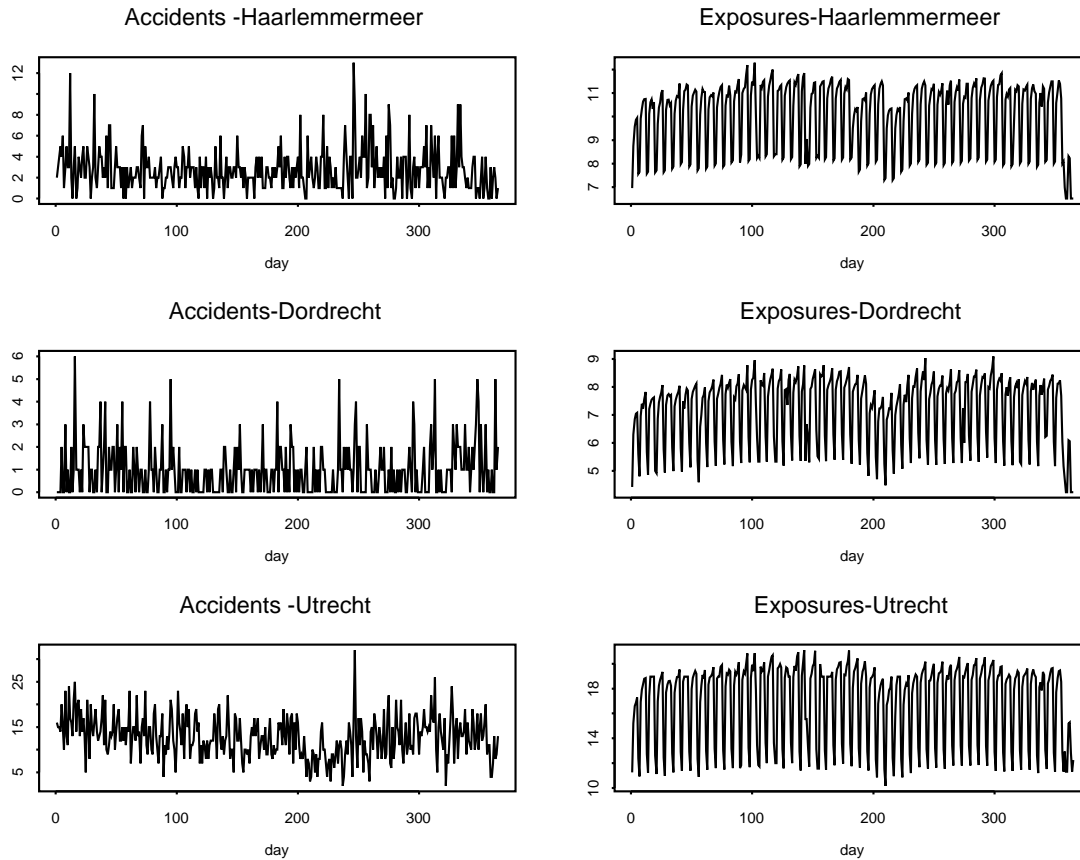 Accidents -Haarlemmermeer
12
8
6
4
2
0
0 100 200 300
day
Exposures-Haarlemmermeer
11
9
8
7
0 100 200 300
day
Accidents-Dordrecht
6
5
4
3
2
1
0
0 100 200 300
day
Exposures-Dordrecht
9
8
7
6
5
0 100 200 300
day
Accidents -Utrecht
25
15
5
0 100 200 300
day
Exposures-Utrecht
18
14
10
0 100 200 300
day